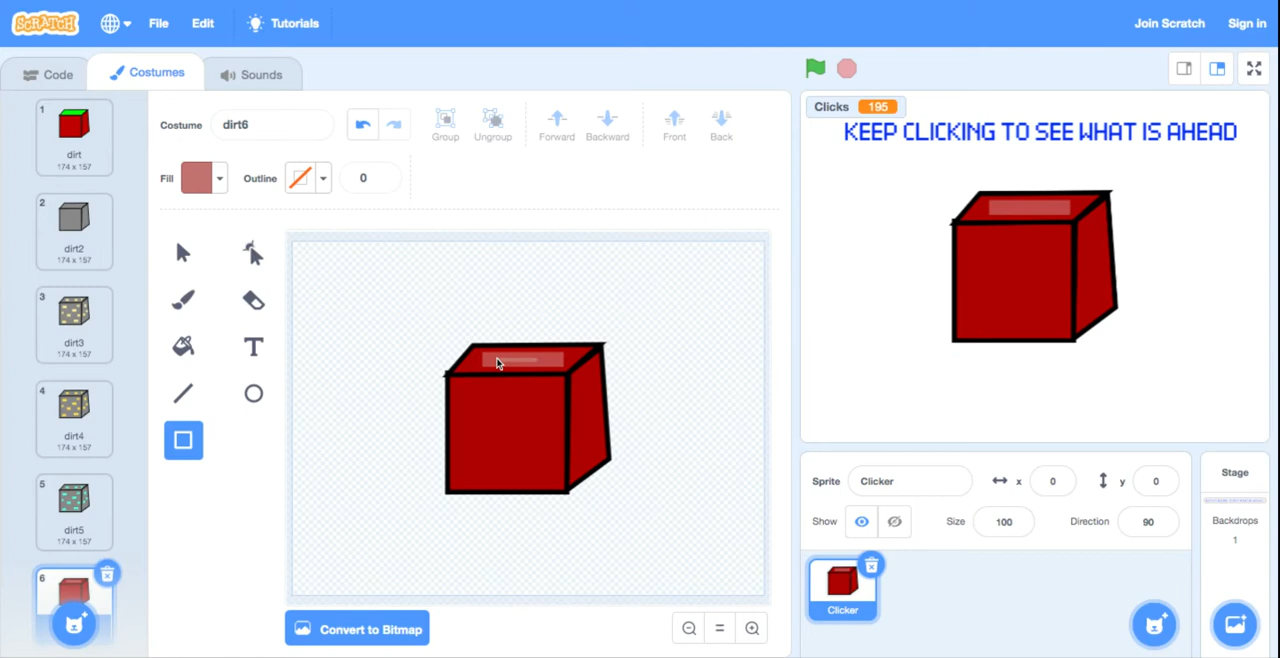 SCRATCH File Edit Tutorials Join Scratch Sign in
Code Costumes Sounds
1
dirt
174 x 157
2
dirt2
174 x 157
3
dirt3
174 x 157
4
dirt4
174 x 157
5
dirt5
174 x 157
6
Costume dirt6
Group Ungroup Forward Backward Front Back
Fill Outline 0
T
Convert to Bitmap
Clicks 195
KEEP CLICKING TO SEE WHAT IS AHEAD
Sprite Clicker x 0 y 0
Show Size 100 Direction 90
Clicker
Stage
Backdrops
1